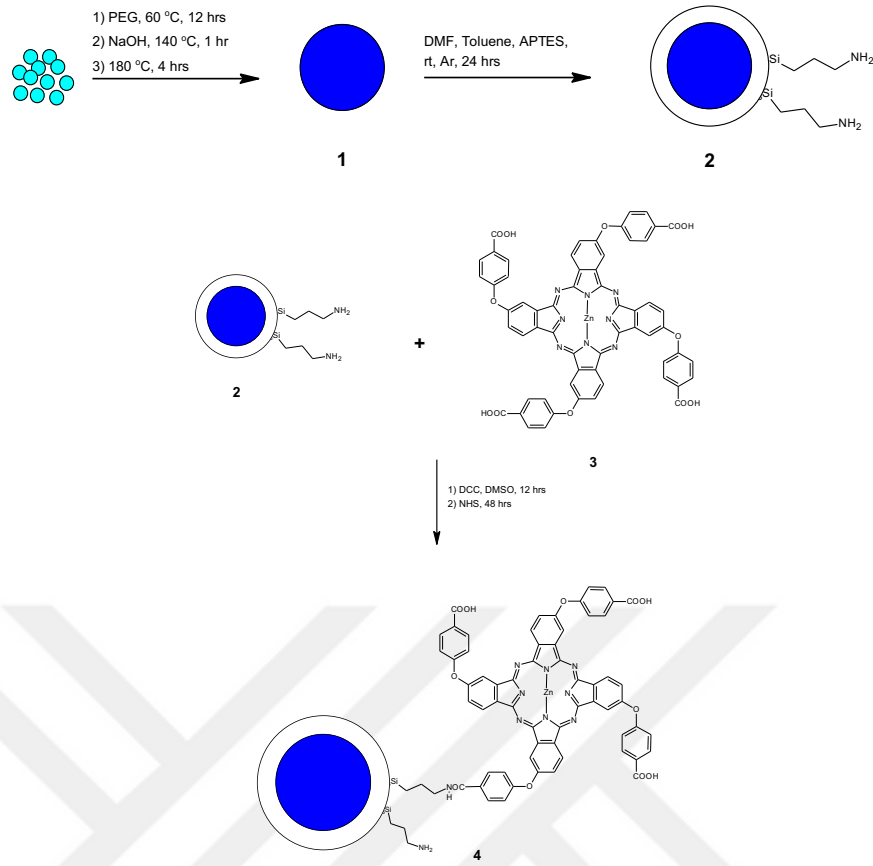 1) PEG, 60 °C, 12 hrs
2) NaOH, 140 °C, 1 hr
3) 180 °C, 4 hrs
1
DMF, Toluene, APTES,
rt, Ar, 24 hrs
Si
NH2
Si
NH2
2
Si
NH2
Si
NH2
2
+
COOH
O
COOH
O
N
N
N
N
Zn
N
N
N
N
O
O
HOOC
COOH
3
1) DCC, DMSO, 12 hrs
2) NHS, 48 hrs
COOH
O
COOH
O
N
N
N
N
Zn
N
N
N
N
O
O
COOH
Si
NOC
H
Si
NH2
4